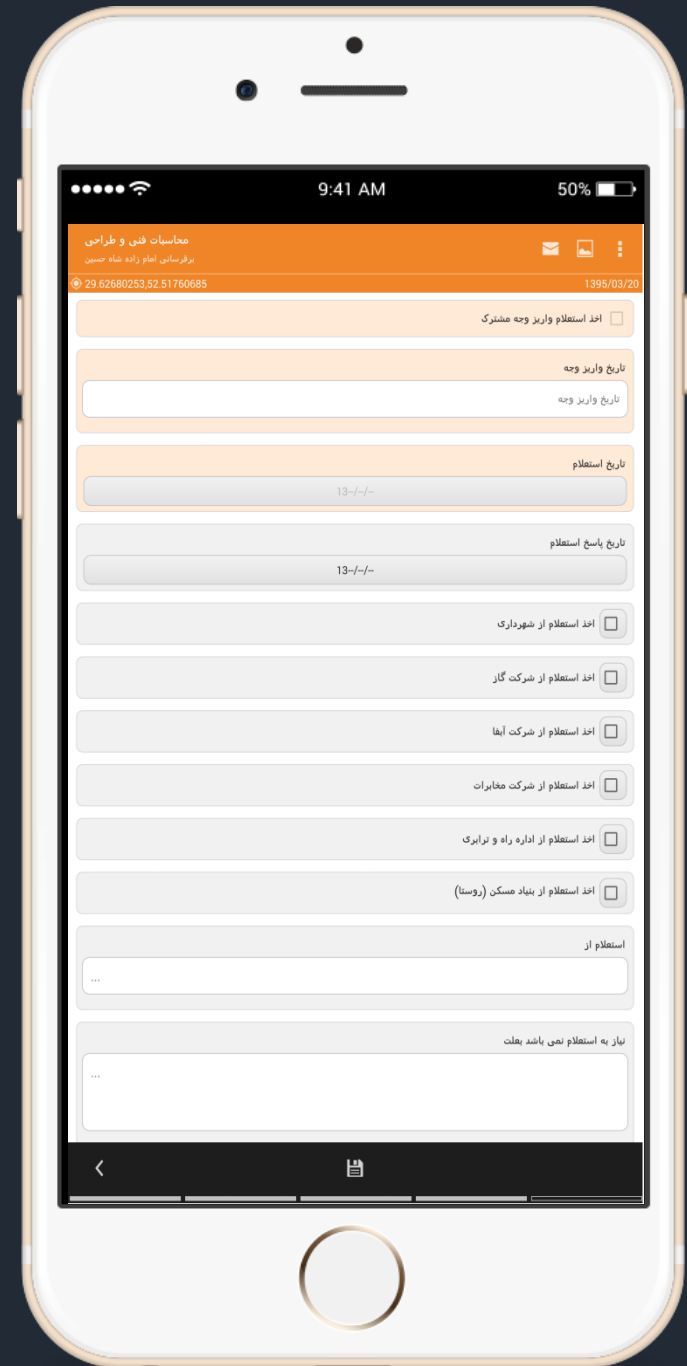 9:41 AM
50%
محاسبات فنی و طراحی
برقرسانی امام زاده شاه حسین
29.62680253,52.51760685
1395/03/20
اخذ استعلام واریز وجه مشترک
تاریخ واریز وجه
تاریخ واریز وجه
تاریخ استعلام
13--/--/--
تاریخ پاسخ استعلام
13--/--/--
اخذ استعلام از شهرداری
اخذ استعلام از شرکت گاز
اخذ استعلام از شرکت آبفا
اخذ استعلام از شرکت مخابرات
اخذ استعلام از اداره راه و ترابری
اخذ استعلام از بنیاد مسکن (روستا)
استعلام از
...
نیاز به استعلام نمی باشد بعلت
...